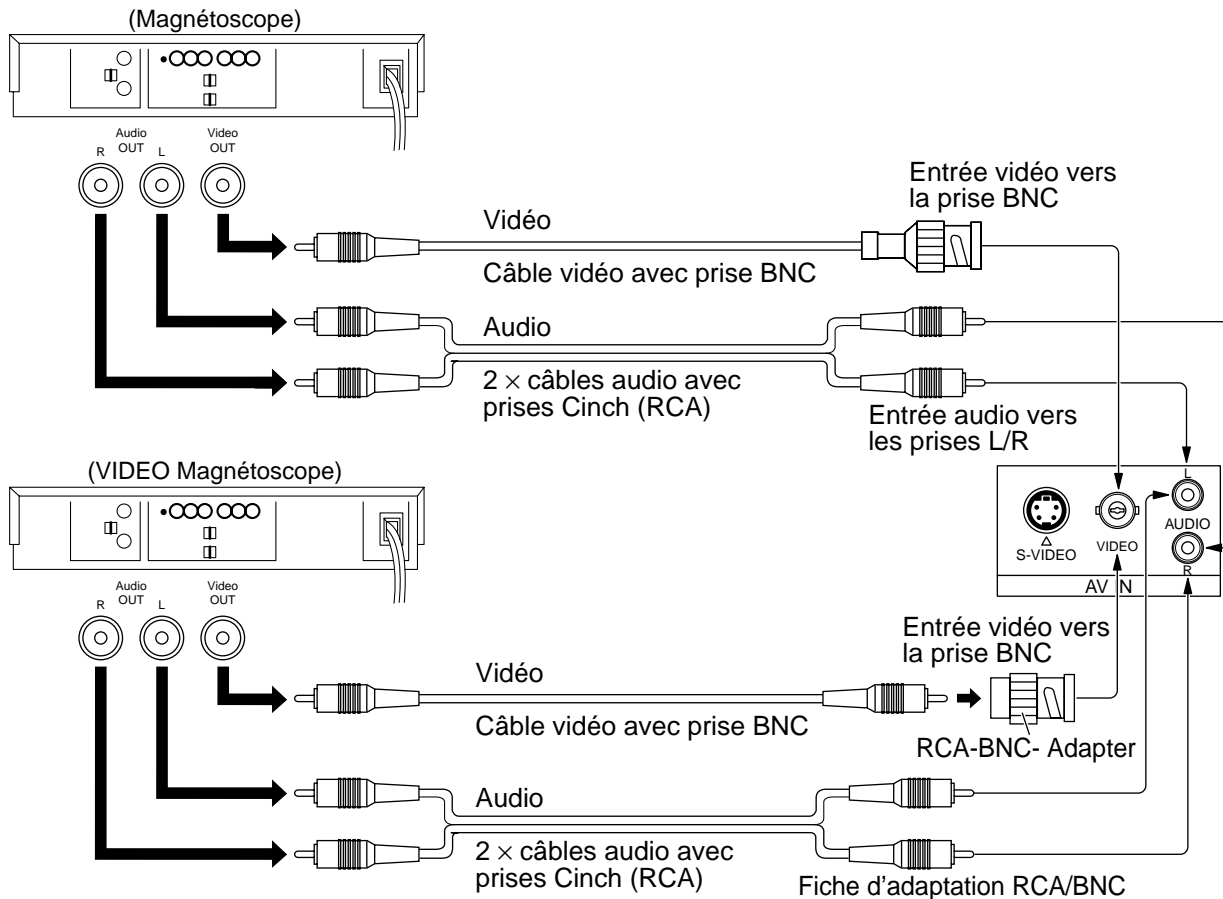 (Magnétoscope)
Audio
OUT
R
L
Video
OUT
Entrée vidéo vers
la prise BNC
Vidéo
Câble vidéo avec prise BNC
Audio
2 × câbles audio avec
prises Cinch (RCA)
Entrée audio vers
les prises L/R
(VIDEO Magnétoscope)
L
AUDIO
S-VIDEO
VIDEO
R
AV IN
Audio
OUT
R
L
Video
OUT
Entrée vidéo vers
la prise BNC
Vidéo
Câble vidéo avec prise BNC
RCA-BNC- Adapter
Audio
2 × câbles audio avec
prises Cinch (RCA)
Fiche d'adaptation RCA/BNC